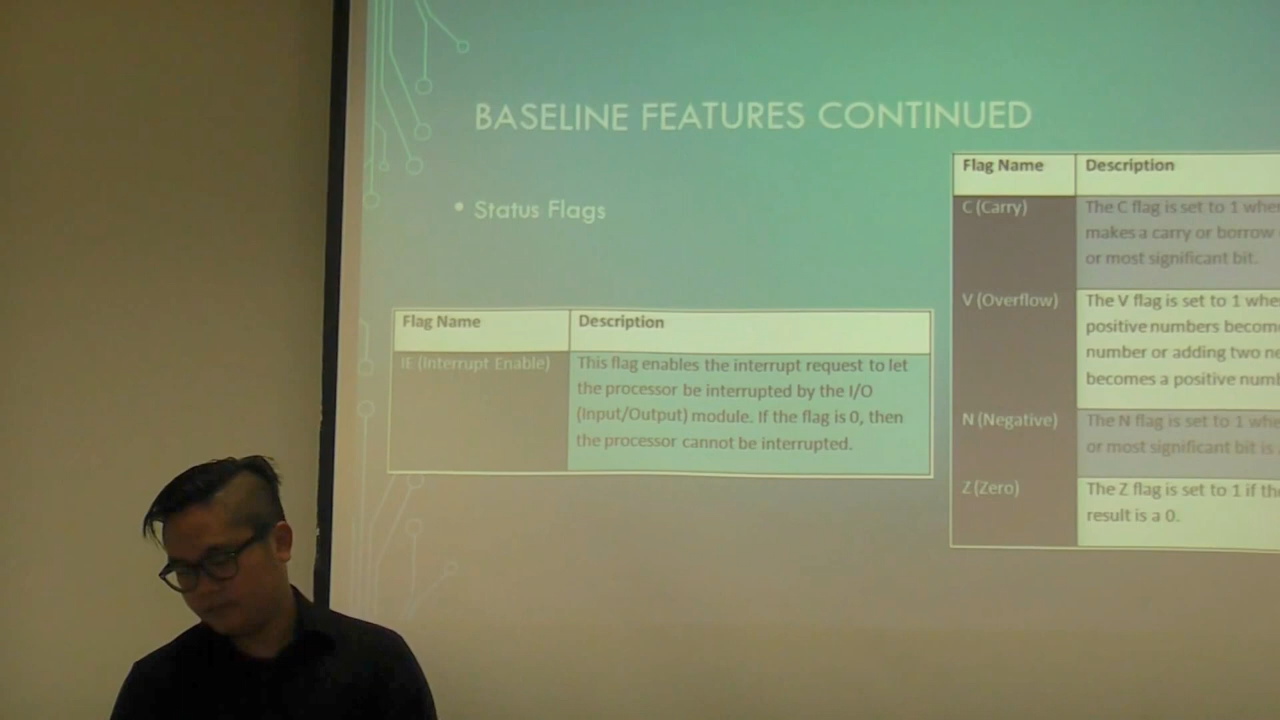 BASELINE FEATURES CONTINUED
• Status Flags
Flag Name Description
IE (Interrupt Enable) This flag enables the interrupt request to let
the processor be interrupted by the I/O
(Input/Output) module. If the flag is 0, then
the processor cannot be interrupted.
Flag Name Description
C (Carry) The C flag is set to 1 when
makes a carry or borrow
or most significant bit.
V (Overflow) The V flag is set to 1 whe
positive numbers becom
number or adding two ne
becomes a positive numb
N (Negative) The N flag is set to 1 whe
or most significant bit is
Z (Zero) The Z flag is set to 1 if the
result is a 0.